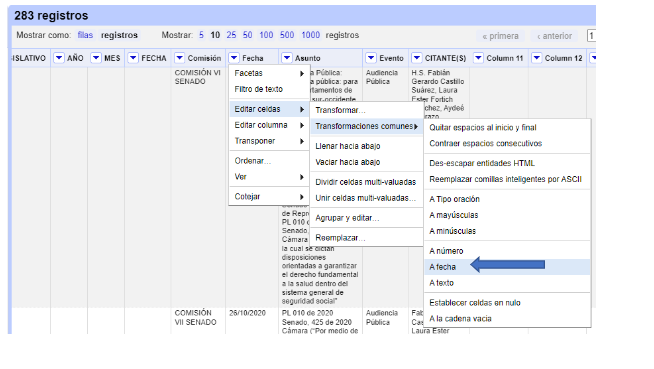 283 registros
Mostrar como: filas registros Mostrar: 5 10 25 50 100 500 1000 registros « primera ‹ anterior 1
ISLATIVO AÑO MES FECHA Comisión Fecha Asunto Evento CITANTE(S) Column 11 Column 12
COMISIÓN VI
SENADO
Facetas
Filtro de texto
Editar celdas
Editar columna
Transponer
Ordenar...
Ver
Cotejar
a Pública:
a pública: para
artamentos de
sur-occidente
Audiencia
Pública
H.S. Fabián
Gerardo Castillo
Suárez, Laura
Ester Fortich
Aydeé
Transformar...
Transformaciones comunes
Llenar hacia abajo
Vaciar hacia abajo
Dividir celdas multi-valuadas
Unir celdas multi-valuadas...
Agrupar y editar...
Reemplazar...
Quitar espacios al inicio y final
Contraer espacios consecutivos
Des-escapar entidades HTML
Reemplazar comillas inteligentes por ASCII
A Tipo oración
A mayúsculas
A minúsculas
A número
A fecha
A texto
Establecer celdas en nulo
A la cadena vacia
de Repre
PL 010 d
Senado,
Cámara
la cual se dictan
disposiciones
orientadas a garantizar
el derecho fundamental
a la salud dentro del
sistema general de
seguridad social"
COMISIÓN
VII SENADO
26/10/2020
PL 010 de 2020
Senado, 425 de 2020
Cámara ("Por medio de
Audiencia
Pública
Fab
Cas
Laura Ester